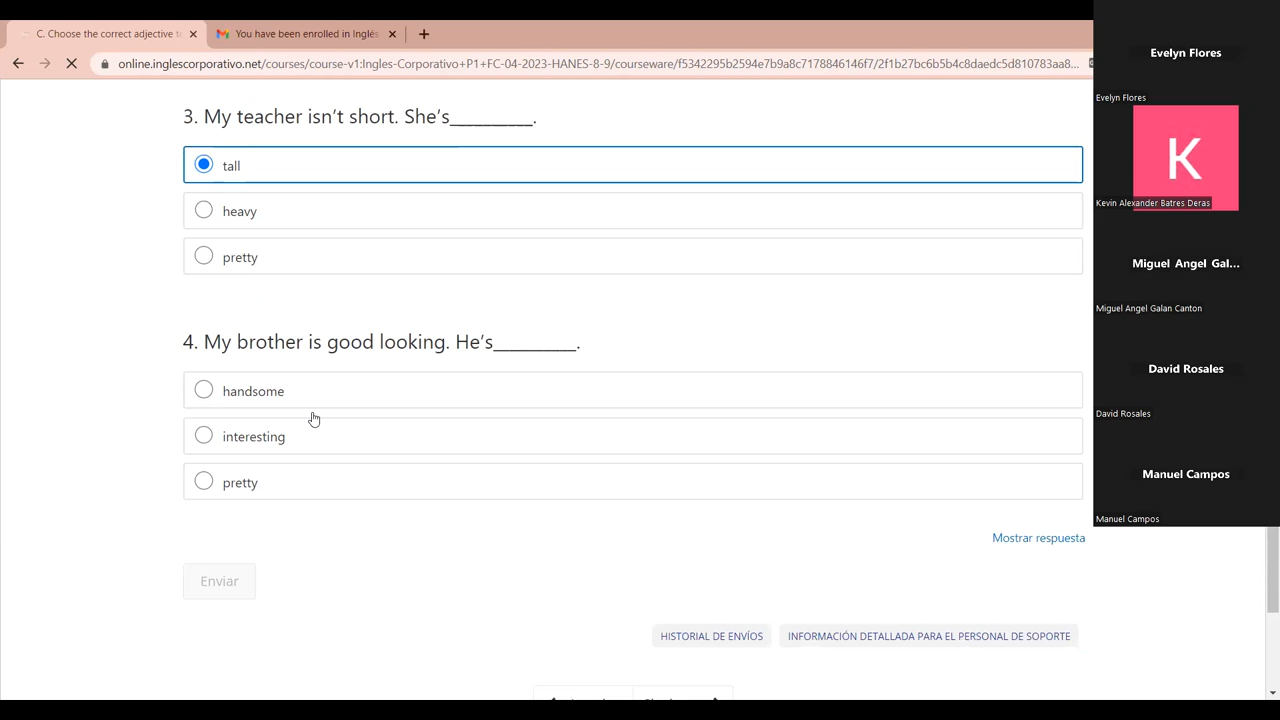 C. Choose the correct adjective to
You have been enrolled in Inglés
online.inglescorporativo.net/courses/course-v1:Ingles-Corporativo+P1+FC-04-2023-HANES-8-9/courseware/f5342295b2594e7b9a8c7178846146f7/2f1b27bc6b5b4c8daedc5d810783aa8...
3. My teacher isn't short. She's__________.
tall
heavy
pretty
4. My brother is good looking. He's__________.
handsome
interesting
pretty
Mostrar respuesta
Enviar
HISTORIAL DE ENVÍOS
INFORMACIÓN DETALLADA PARA EL PERSONAL DE SOPORTE
Evelyn Flores
Evelyn Flores
K
Kevin Alexander Batres Deras
Miguel Angel Gal...
Miguel Angel Galan Canton
David Rosales
David Rosales
Manuel Campos
Manuel Campos